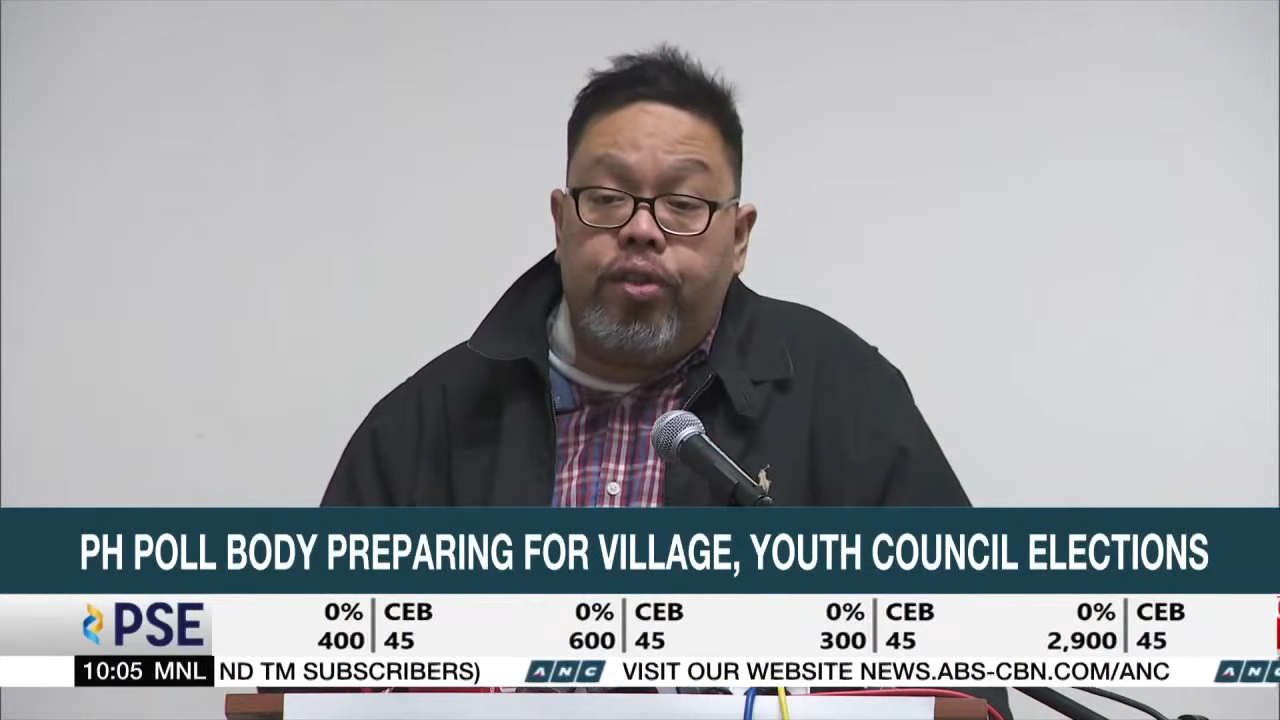 PH POLL BODY PREPARING FOR VILLAGE, YOUTH COUNCIL ELECTIONS
PSE
0% CEB 0% CEB 0% CEB 0% CEB
400 45 600 45 300 45 2,900 45
10:05 MNL ND TM SUBSCRIBERS) ANC VISIT OUR WEBSITE NEWS.ABS-CBN.COM/ANC AN